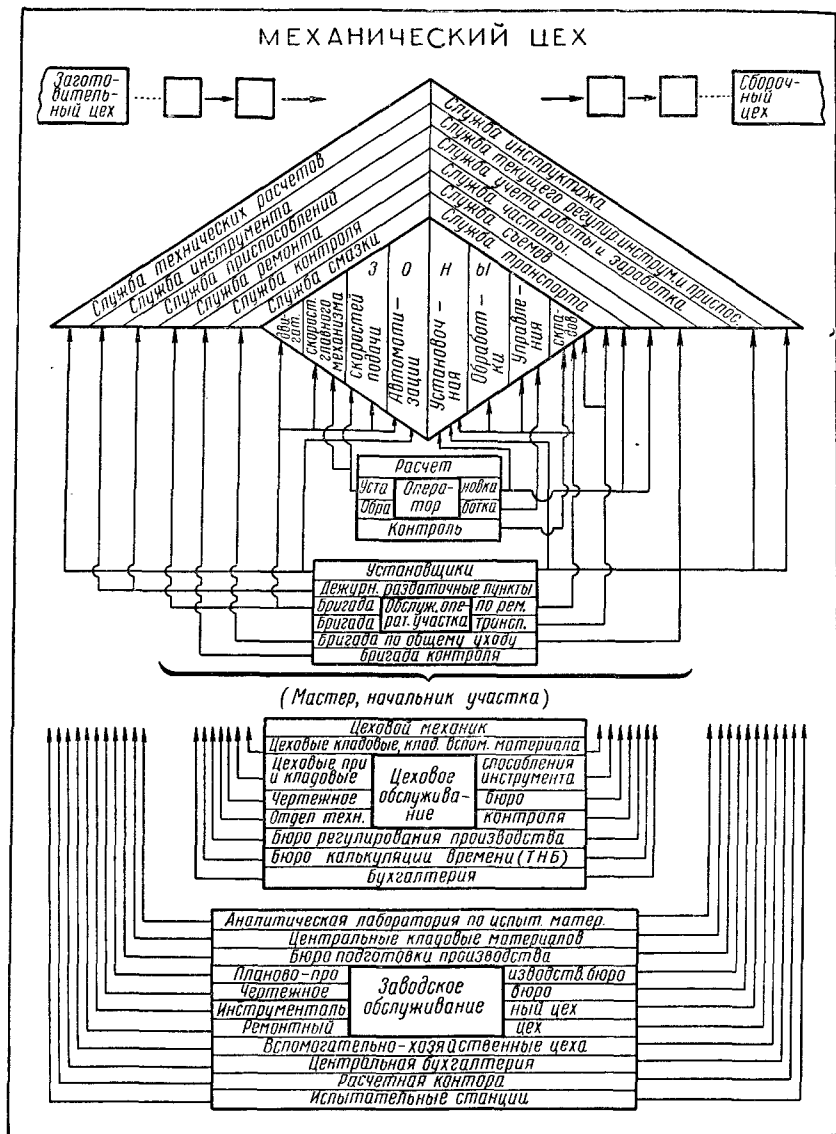 МЕХАНИЧЕСКИЙ ЦЕХ
Загото-
витель-
ный цех
Сбороч-
ный
цех
Служба технических расчетов
Служба инструмента
Служба приспособлений
Служба ремонта
Служба контроля
Служба смазки
Служба инструктажа
Служба текущего регулир. инструм. и приспос.
Служба учета работы и заработка
Служба частоты.
Служба съемов
Служба транспорта
З О Н Ы
Двигат.
скорост.
главного
механизма
скоростей
подачи
Автомати-
зации
Установоч-
ная
Обработ-
ки
Управле-
ния
складов
Расчет
Уста Опера- новка
Обра тор ботка
Контроль
Установщики
Дежурн. раздаточные пункты
Бригада Обслуж. опе- по рем.
Бригада рат. участка трансп.
Бригада по общему уходу
Бригада контроля
(Мастер, начальник участка)
Цеховой механик
Цеховые кладовые, клад. вспом. материала
Цеховые при способления
и кладовые Цеховое инструмента
Чертежное обслужива- бюро
Отдел техн. ние контроля
Бюро регулирования производства
Бюро калькуляции времени (ТНБ)
Бухгалтерия
Аналитическая лаборатория по испыт. матер.
Центральные кладовые материалов
Бюро подготовки производства
Планово-про изводств. бюро
Чертежное Заводское бюро
Инструменталь обслуживание ный цех
Ремонтный цех
Вспомогательно-хозяйственные цеха
Центральная бухгалтерия
Расчетная контора
Испытательные станции